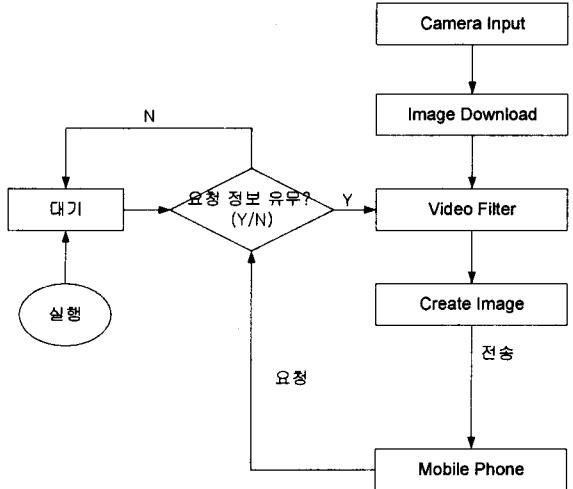 Camera Input
Image Download
N
대기
요청 정보 유무?
(Y/N)
Y
Video Filter
실행
Create Image
전송
요청
Mobile Phone